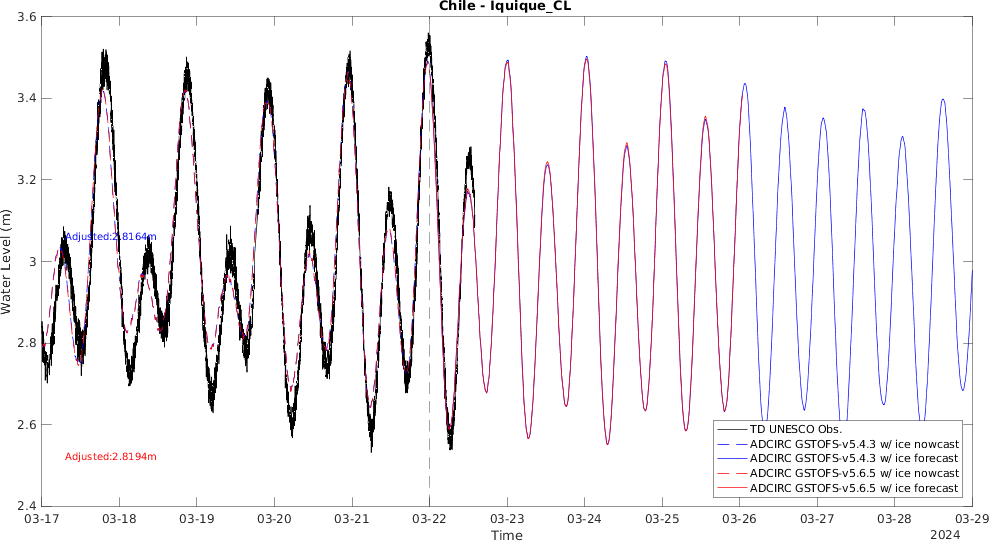 Chile - Iquique_CL
3.6
3.4
3.2
3
2.8
2.6
2.4
Water Level (m)
Adjusted:2.8164m
Adjusted:2.8194m
TD UNESCO Obs.
ADCIRC GSTOFS-v5.4.3 w/ ice nowcast
ADCIRC GSTOFS-v5.4.3 w/ ice forecast
ADCIRC GSTOFS-v5.6.5 w/ ice nowcast
ADCIRC GSTOFS-v5.6.5 w/ ice forecast
03-17 03-18 03-19 03-20 03-21 03-22 03-23 03-24 03-25 03-26 03-27 03-28 03-29
Time
2024